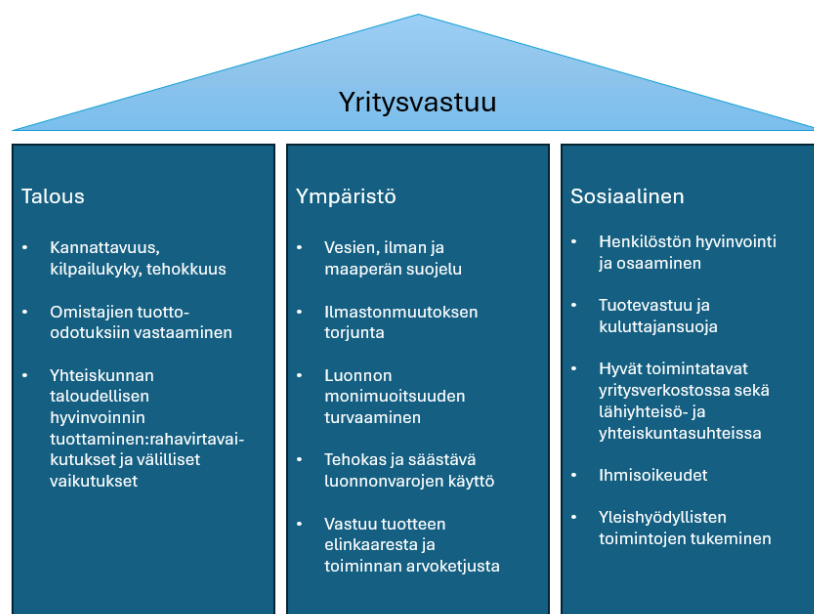 Yritysvastuu
Talous
• Kannattavuus,
kilpailukyky, tehokkuus
• Omistajien tuotto-
odotuksiin vastaaminen
• Yhteiskunnan
taloudellisen
hyvinvoinnin
tuottaminen:rahavirtavai-
kutukset ja välilliset
vaikutukset
Ympäristö
• Vesien, ilman ja
maaperän suojelu
• Ilmastonmuutoksen
torjunta
• Luonnon
monimuoitsuuden
turvaaminen
• Tehokas ja säästävä
luonnonvarojen käyttö
• Vastuu tuotteen
elinkaaresta ja
toiminnan arvoketjusta
Sosiaalinen
• Henkilöstön hyvinvointi
ja osaaminen
• Tuotevastuu ja
kuluttajansuoja
• Hyvät toimintatavat
yritysverkostossa sekä
lähiyhteisö- ja
yhteiskuntasuhteissa
• Ihmisoikeudet
• Yleishyödyllisten
toimintojen tukeminen